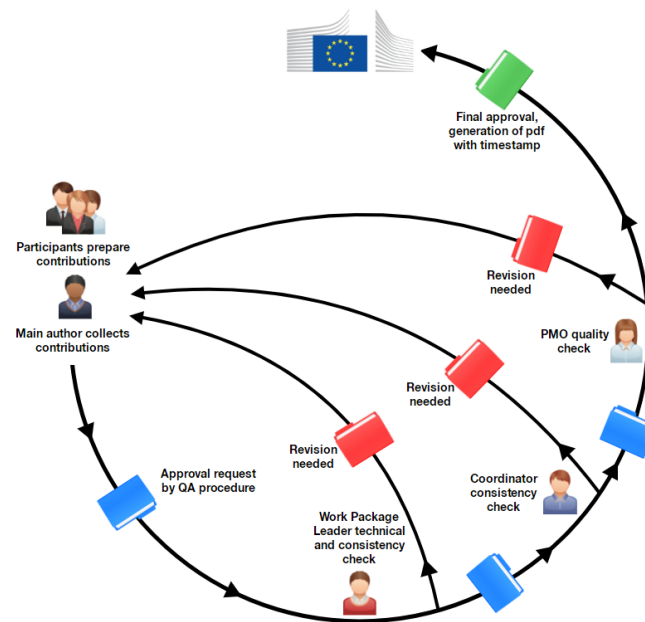 Final approval,
generation of pdf
with timestamp
Participants prepare
contributions
Revision
needed
Main author collects
contributions
PMO quality
check
Revision
needed
Revision
needed
Approval request
by QA procedure
Coordinator
consistency
check
Work Package
Leader technical
and consistency
check